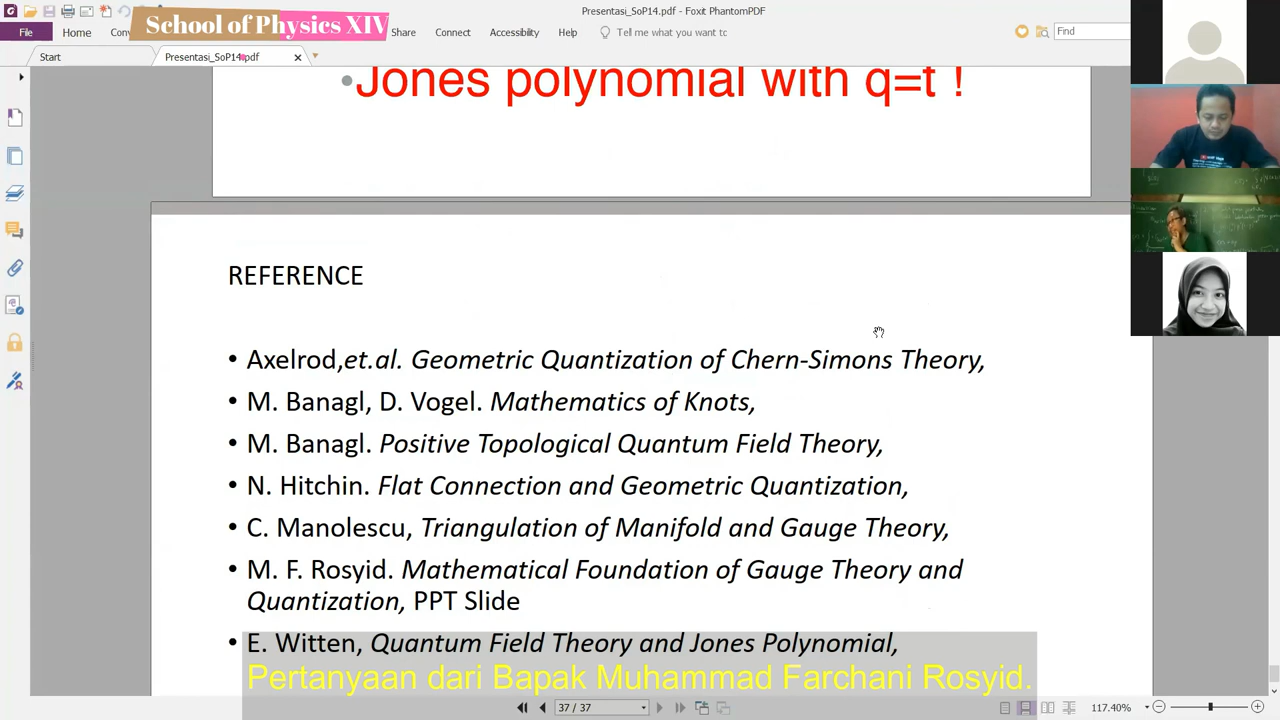 Presentasi_SoP14.pdf - Foxit PhantomPDF
School of Physics XIV
File
Home
Share
Connect
Accessibility
Help
Tell me what you want to
Find
Start
Presentasi_SoP14.pdf
•Jones polynomial with q=t !
REFERENCE
• Axelrod,et.al. Geometric Quantization of Chern-Simons Theory,
• M. Banagl, D. Vogel. Mathematics of Knots,
• M. Banagl. Positive Topological Quantum Field Theory,
• N. Hitchin. Flat Connection and Geometric Quantization,
• C. Manolescu, Triangulation of Manifold and Gauge Theory,
• M. F. Rosyid. Mathematical Foundation of Gauge Theory and
Quantization, PPT Slide
• E. Witten, Quantum Field Theory and Jones Polynomial,
Pertanyaan dari Bapak Muhammad Farchani Rosyid.
37 / 37
117.40%